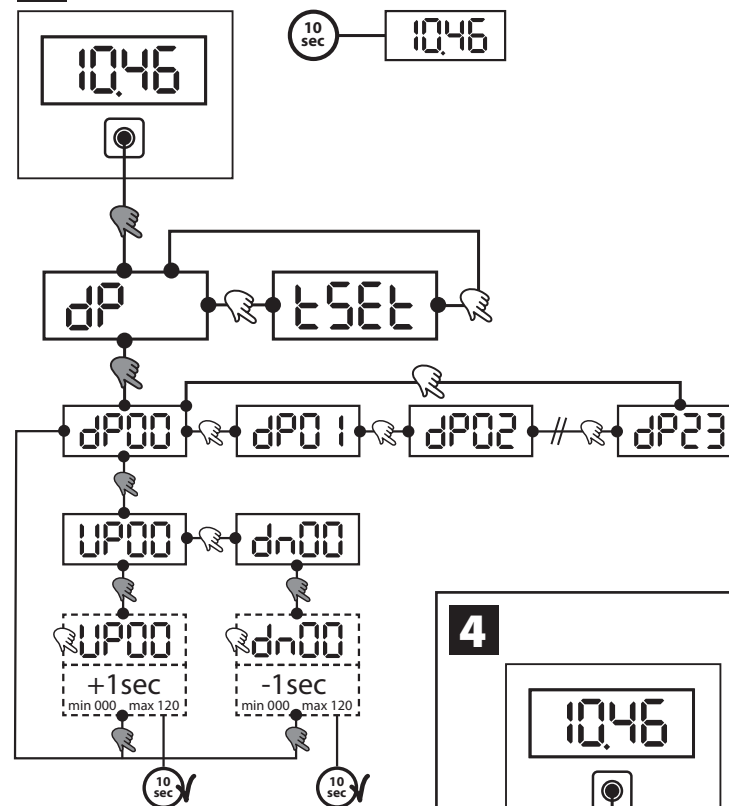 10.46
10 sec
10.46
dP
tSEt
dP00
dP01
dP02
//
dP23
UP00
dn00
UP00
+1sec
min 000 max 120
dn00
-1sec
min 000 max 120
10 sec
10 sec
4
10.46